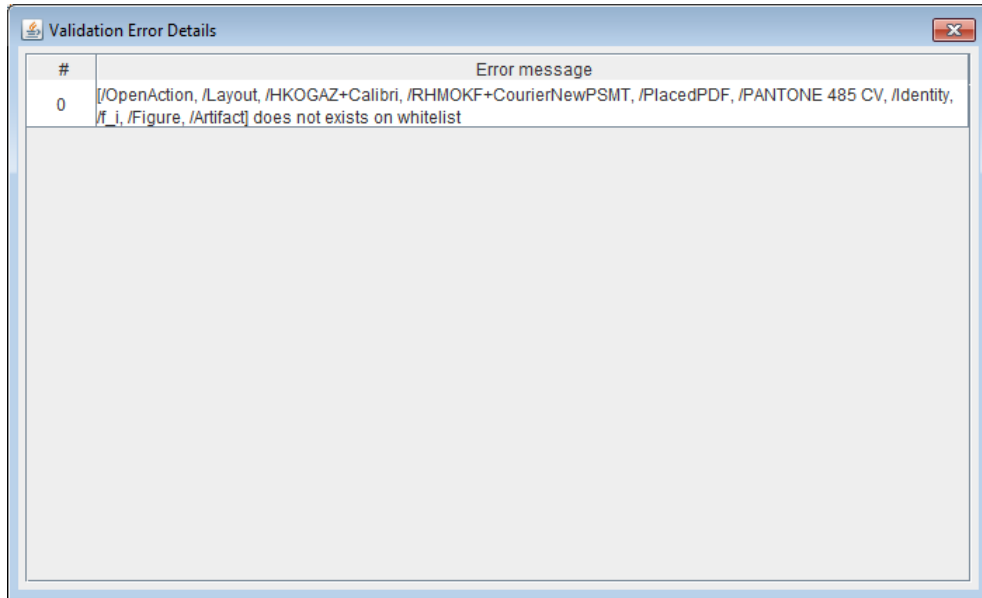 Validation Error Details
# Error message
0 [/OpenAction, /Layout, /HKOGAZ+Calibri, /RHMOKF+CourierNewPSMT, /PlacedPDF, /PANTONE 485 CV, /Identity,
/f_i, /Figure, /Artifact] does not exists on whitelist